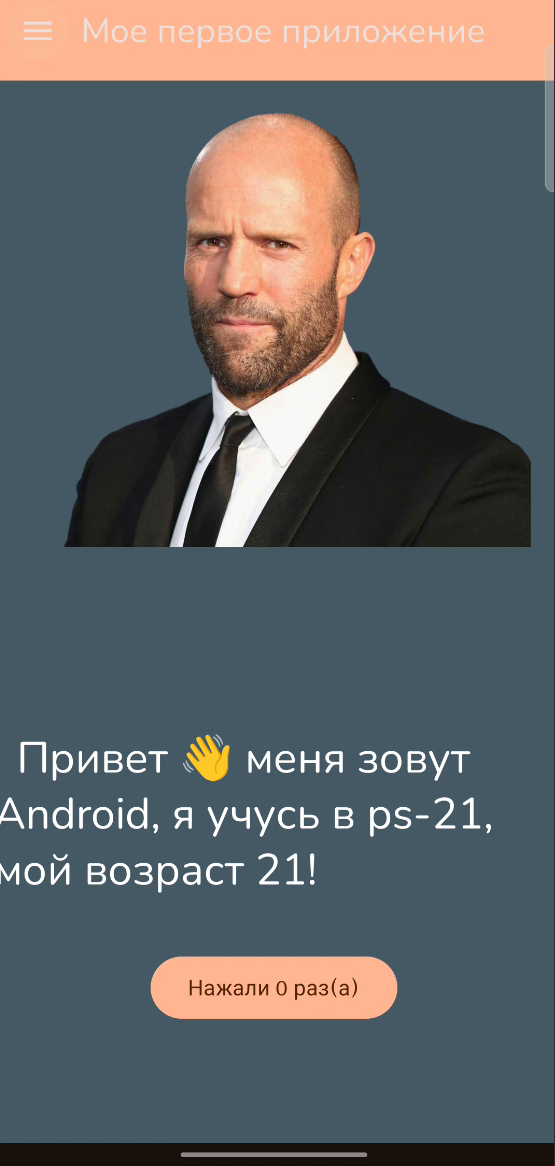 Мое первое приложение
Привет 👋 меня зовут
Android, я учусь в ps-21,
мой возраст 21!
Нажали 0 раз(а)